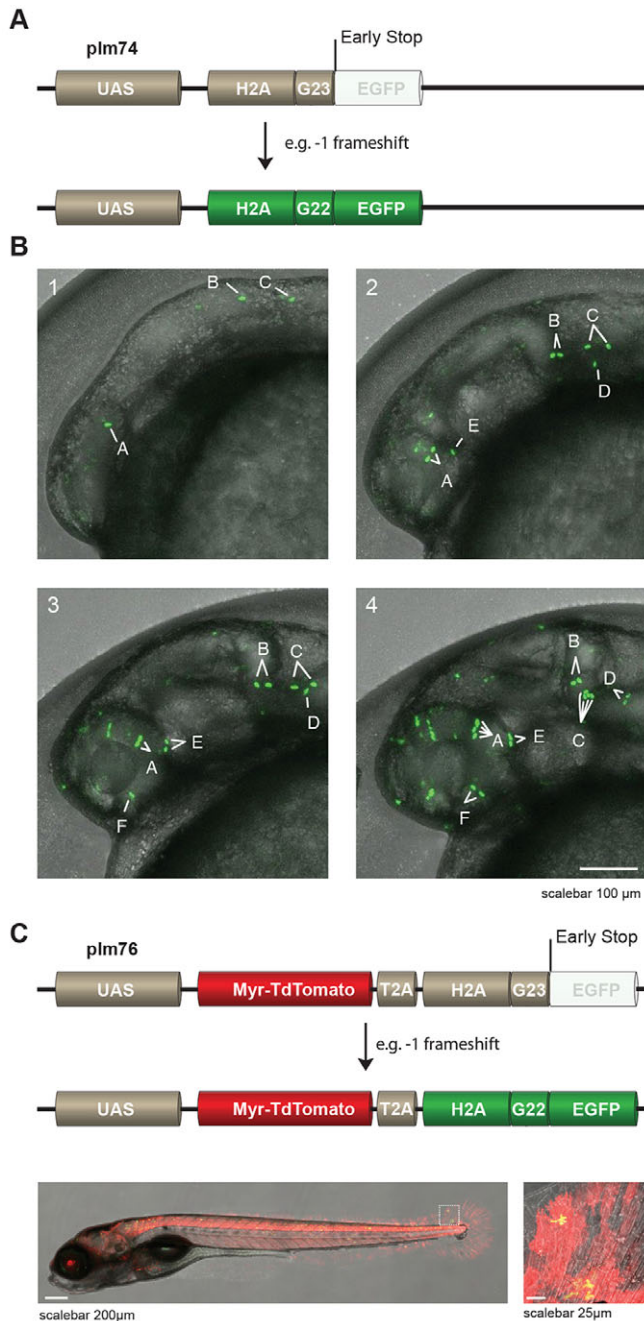 A
plm74
Early Stop
UAS H2A G23 EGFP
e.g. -1 frameshift
UAS H2A G22 EGFP
B
1
B C
A
2
B C
D
E
A
3
B C
D
E
A
F
4
B
D
A E
C
F
scalebar 100 µm
C
plm76
Early Stop
UAS Myr-TdTomato T2A H2A G23 EGFP
e.g. -1 frameshift
UAS Myr-TdTomato T2A H2A G22 EGFP
scalebar 200µm
scalebar 25µm